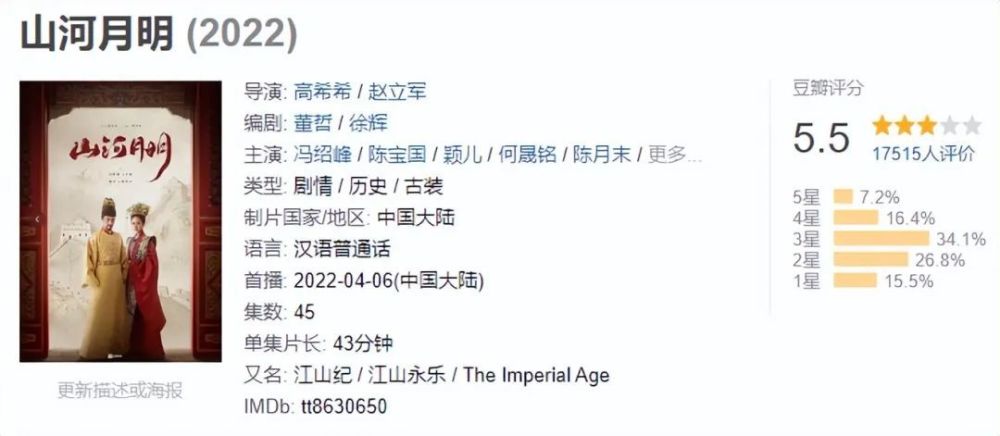 山河月明 (2022)
山河月明
更新描述或海报
导演: 高希希 / 赵立军
编剧: 董哲 / 徐辉
主演: 冯绍峰 / 陈宝国 / 颖儿 / 何晟铭 / 陈月末 / 更多...
类型: 剧情 / 历史 / 古装
制片国家/地区: 中国大陆
语言: 汉语普通话
首播: 2022-04-06(中国大陆)
集数: 45
单集片长: 43分钟
又名: 江山纪 / 江山永乐 / The Imperial Age
IMDb: tt8630650
豆瓣评分
5.5
17515人评价
5星 7.2%
4星 16.4%
3星 34.1%
2星 26.8%
1星 15.5%